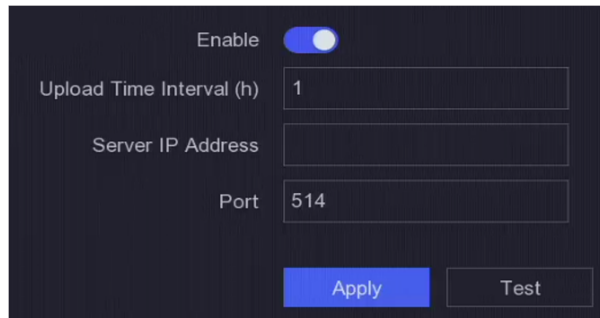 Enable
Upload Time Interval (h) 1
Server IP Address
Port 514
Apply Test